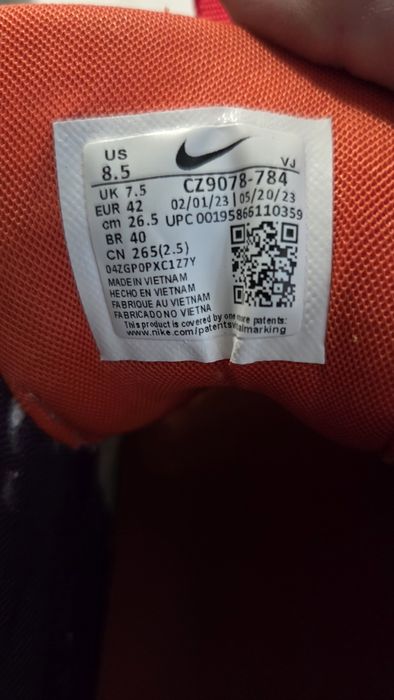 US
8.5
VJ
UK 7.5
CZ9078-784
EUR 42
02/01/23 | 05/20/23
cm 26.5
UPC 00195866110359
BR 40
CN 265(2.5)
04ZGP0PXC1Z7Y
MADE IN VIETNAM
HECHO EN VIETNAM
FABRIQUE AU VIETNAM
FABRICADO NO VIETNA
This product is covered by one more patents:
www.nike.com/patents almarking